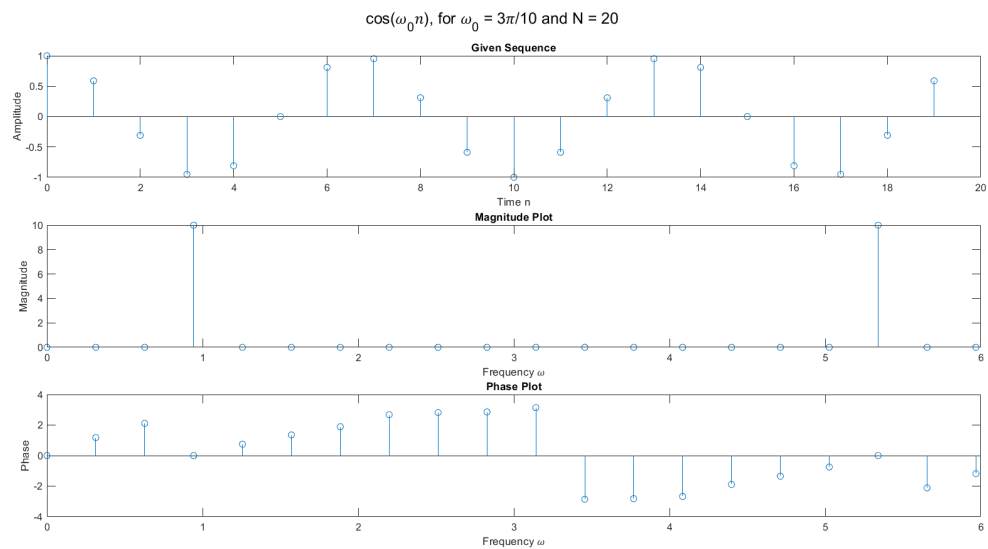 cos(ω₀n), for ω₀ = 3π/10 and N = 20
Given Sequence
Amplitude
1
0.5
0
-0.5
-1
0 2 4 6 8 10 12 14 16 18 20
Time n
Magnitude Plot
Magnitude
10
8
6
4
2
0
0 1 2 3 4 5 6
Frequency ω
Phase Plot
Phase
4
2
0
-2
-4
0 1 2 3 4 5 6
Frequency ω